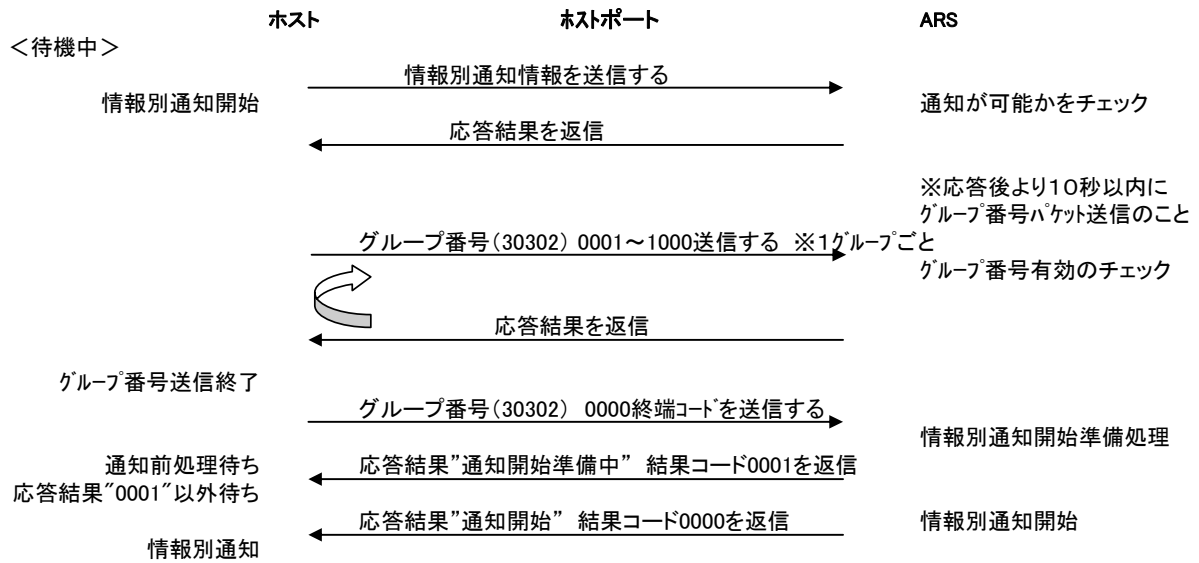 ホスト ﾎｽﾄポート ARS
＜待機中＞
情報別通知情報を送信する
情報別通知開始 通知が可能かをチェック
応答結果を返信
※応答後より１０秒以内に
ｸﾞﾙｰﾌﾟ番号ﾊﾟｹｯﾄ送信のこと
グループ番号(30302) 0001～1000送信する ※１ｸﾞﾙｰﾌﾟごと
ｸﾞﾙｰﾌﾟ番号有効のチェック
応答結果を返信
ｸﾞﾙｰﾌﾟ番号送信終了
グループ番号(30302) 0000終端ｺｰﾄﾞを送信する
情報別通知開始準備処理
通知前処理待ち 応答結果”通知開始準備中” 結果コード0001を返信
応答結果"0001"以外待ち
応答結果”通知開始” 結果コード0000を返信 情報別通知開始
情報別通知